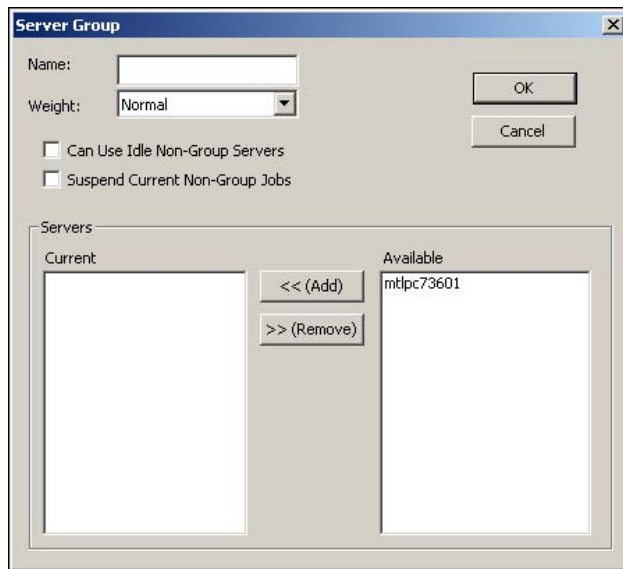 Server Group
Name:
OK
Weight: Normal
Cancel
Can Use Idle Non-Group Servers
Suspend Current Non-Group Jobs
Servers
Current
Available
<< (Add)
mtlpc73601
>> (Remove)